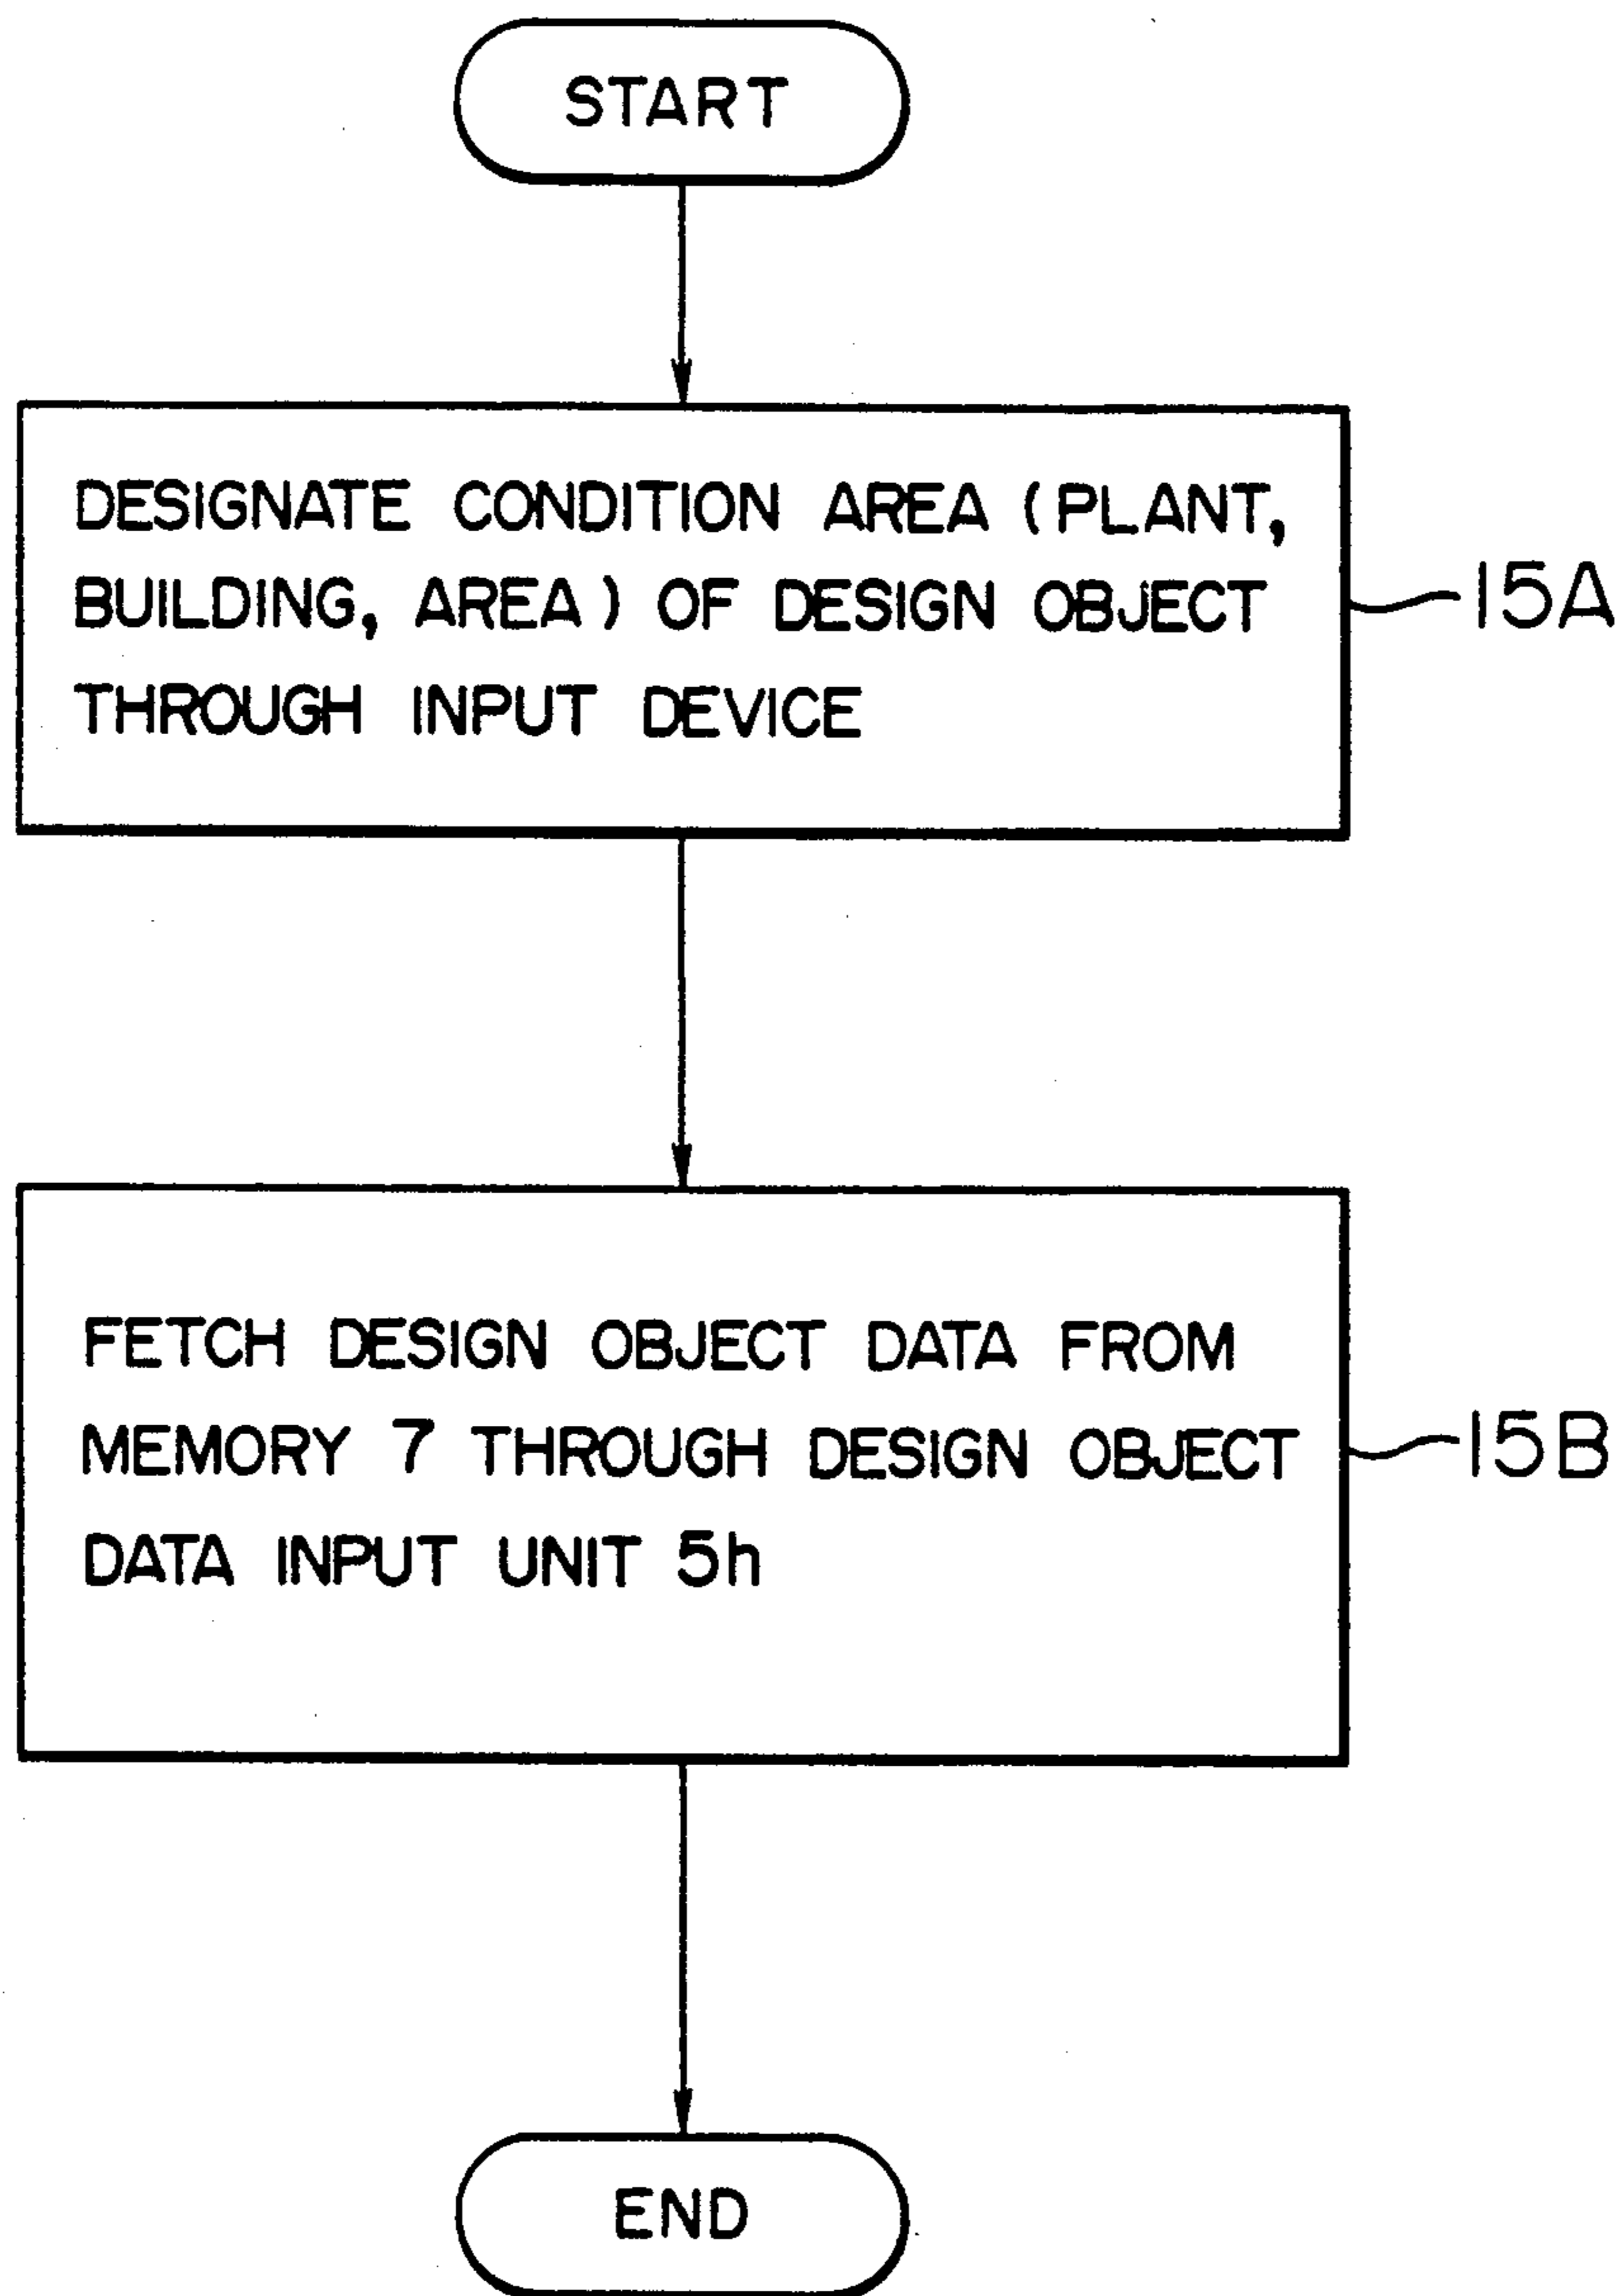 START
DESIGNATE CONDITION AREA (PLANT,
BUILDING, AREA) OF DESIGN OBJECT
THROUGH INPUT DEVICE
15A
FETCH DESIGN OBJECT DATA FROM
MEMORY 7 THROUGH DESIGN OBJECT
DATA INPUT UNIT 5h
15B
END